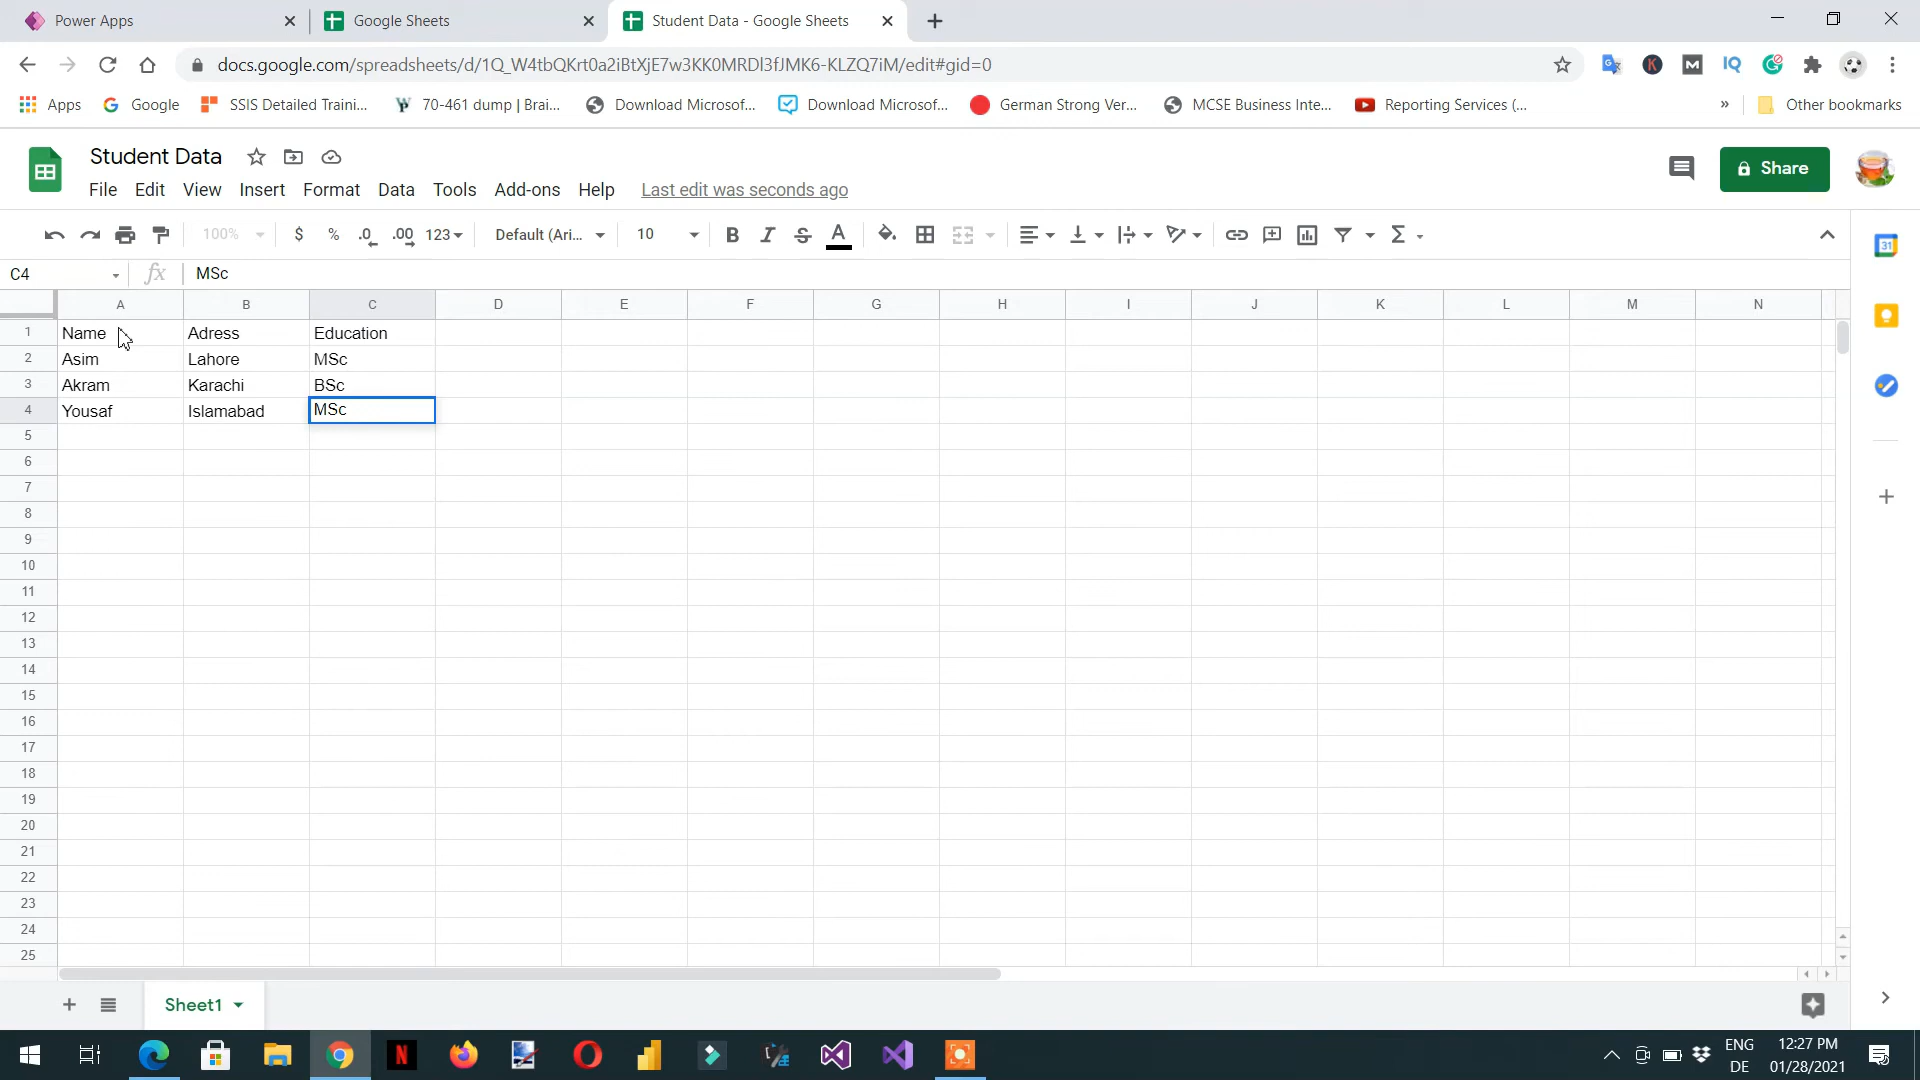 Power Apps
Google Sheets
Student Data - Google Sheets
docs.google.com/spreadsheets/d/1Q_W4tbQKrt0a2iBtXjE7w3KK0MRDl3fJMK6-KLZQ7iM/edit#gid=0
Apps Google SSIS Detailed Traini... 70-461 dump | Brai... Download Microsof... Download Microsof... German Strong Ver... MCSE Business Inte... Reporting Services (... » Other bookmarks
Student Data
Share
File Edit View Insert Format Data Tools Add-ons Help Last edit was seconds ago
100% $ % .0 .00 123 Default (Ari... 10 B I S A Σ
C4 fx MSc
A B C D E F G H I J K L M N
1 Name Adress Education
2 Asim Lahore MSc
3 Akram Karachi BSc
4 Yousaf Islamabad MSc
5
6
7
8
9
10
11
12
13
14
15
16
17
18
19
20
21
22
23
24
25
Sheet1
ENG 12:27 PM
DE 01/28/2021